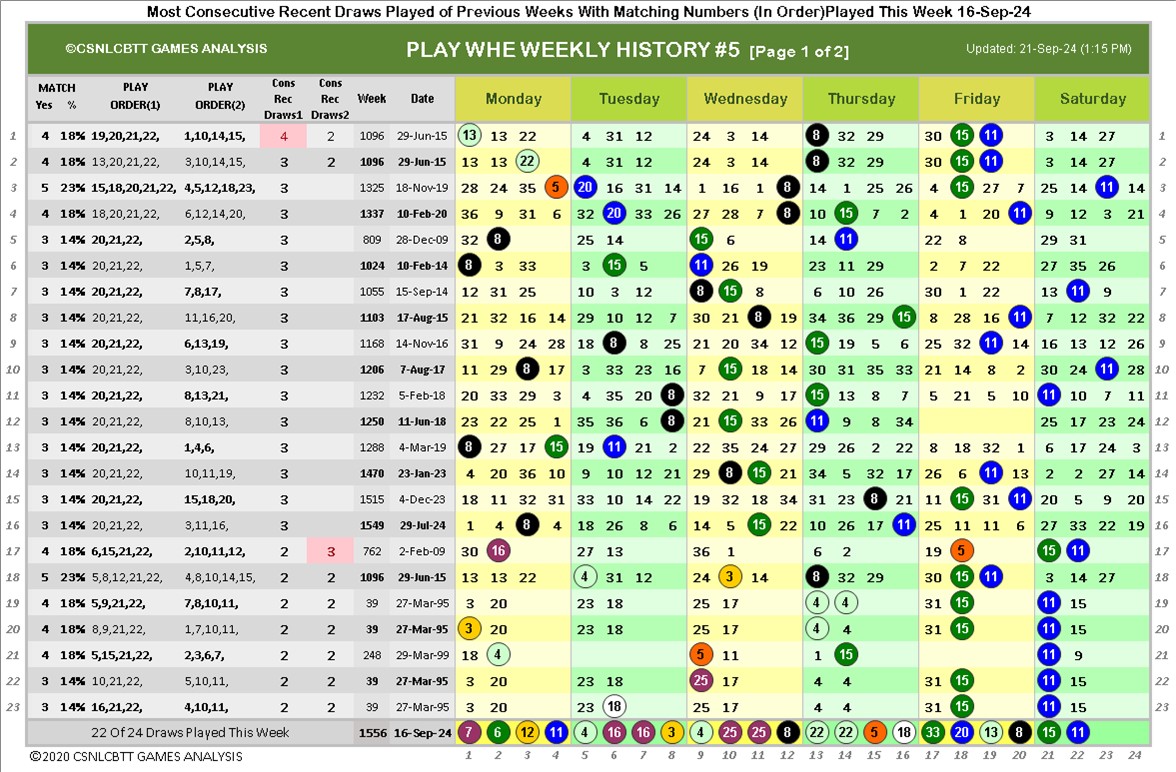 Most Consecutive Recent Draws Played of Previous Weeks With Matching Numbers (In Order)Played This Week 16-Sep-24
©CSNLCBTT GAMES ANALYSIS PLAY WHE WEEKLY HISTORY #5 [Page 1 of 2] Updated: 21-Sep-24 (1:15 PM)
MATCH Yes % PLAY ORDER(1) PLAY ORDER(2) Cons Rec Draws1 Cons Rec Draws2 Week Date Monday Tuesday Wednesday Thursday Friday Saturday
1 4 18% 19,20,21,22, 1,10,14,15, 4 2 1096 29-Jun-15 13 13 22 4 31 12 24 3 14 8 32 29 30 15 19 3 14 27 1
2 4 18% 13,20,21,22, 3,10,14,15, 3 2 1096 29-Jun-15 13 13 22 4 31 12 24 3 14 8 32 29 30 15 19 3 14 27 2
3 5 23% 15,18,20,21,22, 4,5,12,18,23, 3 1325 18-Nov-19 28 24 35 5 20 16 31 14 1 16 1 8 14 1 25 26 4 15 27 7 25 14 11 14 3
4 4 18% 18,20,21,22, 6,12,14,20, 3 1337 10-Feb-20 36 9 31 6 32 20 33 26 27 28 7 8 10 15 7 2 4 1 20 11 9 12 3 21 4
5 3 14% 20,21,22, 2,5,8, 3 809 28-Dec-09 32 8 25 14 15 6 14 11 22 8 29 31 5
6 3 14% 20,21,22, 1,5,7, 3 1024 10-Feb-14 8 3 33 3 15 5 11 26 19 23 11 29 2 7 22 27 35 26 6
7 3 14% 20,21,22, 7,8,17, 3 1055 15-Sep-14 12 31 25 10 3 12 8 15 8 6 10 26 30 1 22 13 11 9 7
8 3 14% 20,21,22, 11,16,20, 3 1103 17-Aug-15 21 32 16 14 29 10 12 7 30 21 8 19 34 36 29 15 8 28 16 11 7 12 32 22 8
9 3 14% 20,21,22, 6,13,19, 3 1168 14-Nov-16 31 9 24 28 18 8 8 25 21 20 34 12 15 19 5 6 25 32 11 14 16 13 12 26 9
10 3 14% 20,21,22, 3,10,23, 3 1206 7-Aug-17 11 29 8 17 3 33 23 16 7 15 18 14 30 31 35 33 21 14 8 2 30 24 11 28 10
11 3 14% 20,21,22, 8,13,21, 3 1232 5-Feb-18 20 33 29 3 4 35 20 8 32 21 9 17 15 13 8 7 5 21 5 10 11 10 7 11 11
12 3 14% 20,21,22, 8,10,13, 3 1250 11-Jun-18 23 22 25 1 35 36 6 8 21 15 33 26 11 9 8 34 25 17 23 24 12
13 3 14% 20,21,22, 1,4,6, 3 1288 4-Mar-19 8 27 17 15 19 11 21 2 22 35 24 27 29 26 2 22 8 18 32 1 6 17 24 3 13
14 3 14% 20,21,22, 10,11,19, 3 1470 23-Jan-23 4 20 36 10 9 10 12 21 29 8 15 21 34 5 32 17 26 6 11 13 2 2 27 14 14
15 3 14% 20,21,22, 15,18,20, 3 1515 4-Dec-23 18 11 32 31 33 10 14 22 19 32 18 34 31 23 8 21 11 15 31 11 20 5 9 20 15
16 3 14% 20,21,22, 3,11,16, 3 1549 29-Jul-24 1 4 8 4 18 26 8 6 14 5 15 22 10 26 17 11 25 11 11 6 27 33 22 19 16
17 4 18% 6,15,21,22, 2,10,11,12, 2 3 762 2-Feb-09 30 16 27 13 36 1 6 2 19 5 15 11 17
18 5 23% 5,8,12,21,22, 4,8,10,14,15, 2 2 1096 29-Jun-15 13 13 22 4 31 12 24 3 14 8 32 29 30 15 19 3 14 27 18
19 4 18% 5,9,21,22, 7,8,10,11, 2 2 39 27-Mar-95 3 20 23 18 25 17 4 4 31 15 11 15 19
20 4 18% 8,9,21,22, 1,7,10,11, 2 2 39 27-Mar-95 3 20 23 18 25 17 4 4 31 15 11 15 20
21 4 18% 5,15,21,22, 2,3,6,7, 2 2 248 29-Mar-99 18 4 5 11 1 15 11 9 21
22 3 14% 10,21,22, 5,10,11, 2 2 39 27-Mar-95 3 20 23 18 25 17 4 4 31 15 11 15 22
23 3 14% 16,21,22, 4,10,11, 2 2 39 27-Mar-95 3 20 23 18 25 17 4 4 31 15 11 15 23
22 Of 24 Draws Played This Week 1556 16-Sep-24 7 6 12 11 4 16 16 3 4 25 25 8 22 22 5 18 33 20 13 8 15 11
©2020 CSNLCBTT GAMES ANALYSIS 1 2 3 4 5 6 7 8 9 10 11 12 13 14 15 16 17 18 19 20 21 22 23 24